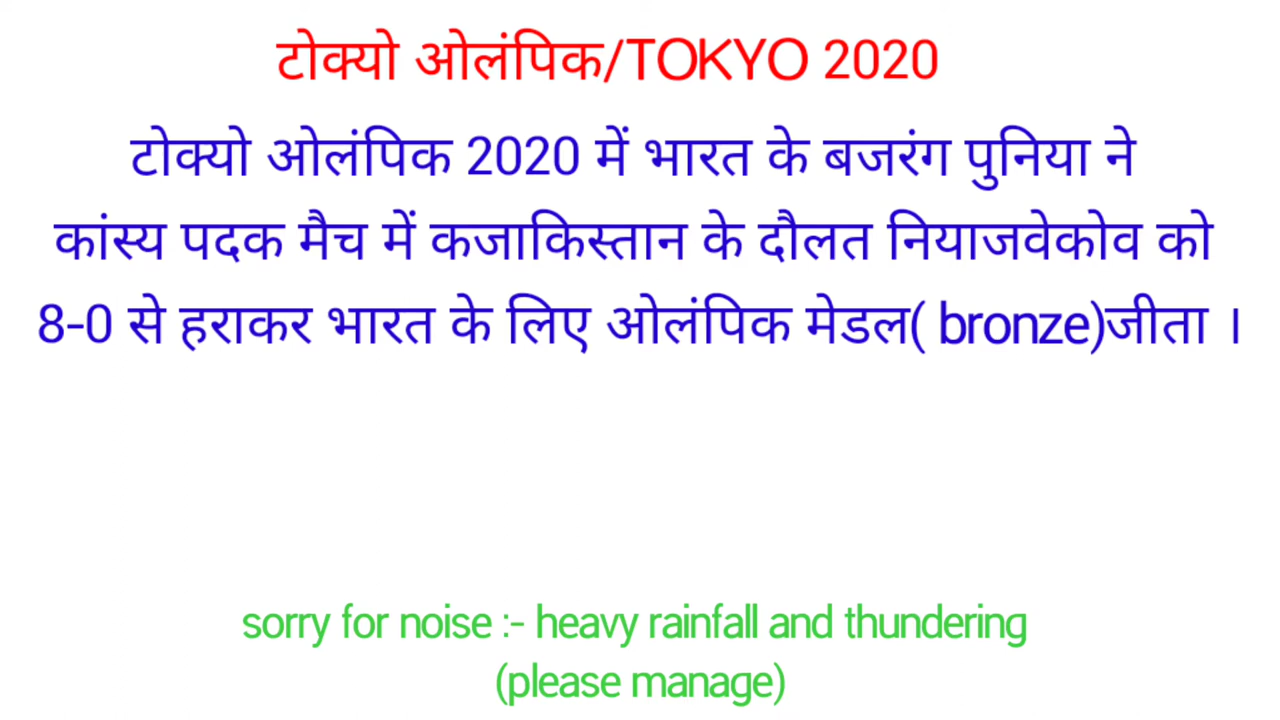 टोक्यो ओलंपिक/TOKYO 2020
टोक्यो ओलंपिक 2020 में भारत के बजरंग पुनिया ने
कांस्य पदक मैच में कजाकिस्तान के दौलत नियाजवेकोव को
8-0 से हराकर भारत के लिए ओलंपिक मेडल( bronze)जीता ।
sorry for noise :- heavy rainfall and thundering
(please manage)